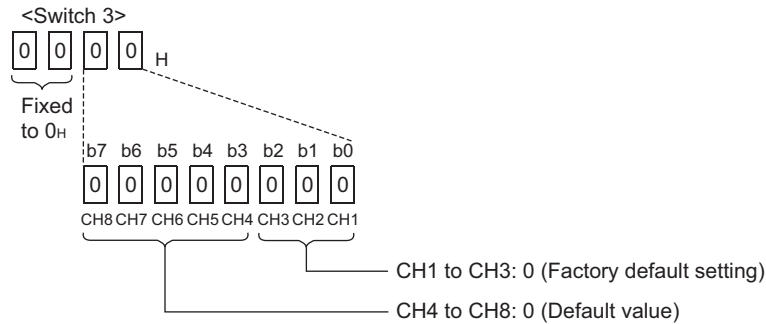 <Switch 3>
0 0 0 0 H
Fixed
to 0H
b7 b6 b5 b4 b3 b2 b1 b0
0 0 0 0 0 0 0 0
CH8 CH7 CH6 CH5 CH4 CH3 CH2 CH1
CH1 to CH3: 0 (Factory default setting)
CH4 to CH8: 0 (Default value)